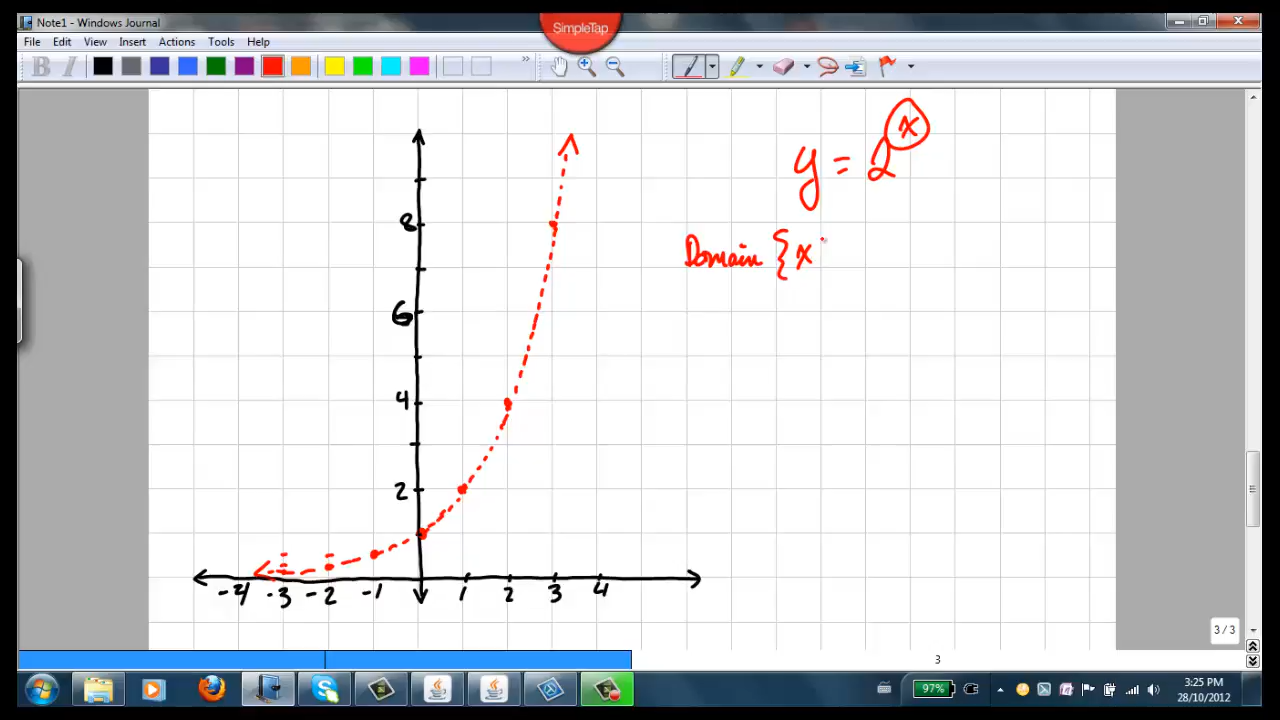 Note1 - Windows Journal
SimpleTap
File Edit View Insert Actions Tools Help
B I
y = 2^x
8
Domain {x
6
4
2
-4 -3 -2 -1 1 2 3 4
3 / 3
3
97%
3:25 PM
28/10/2012